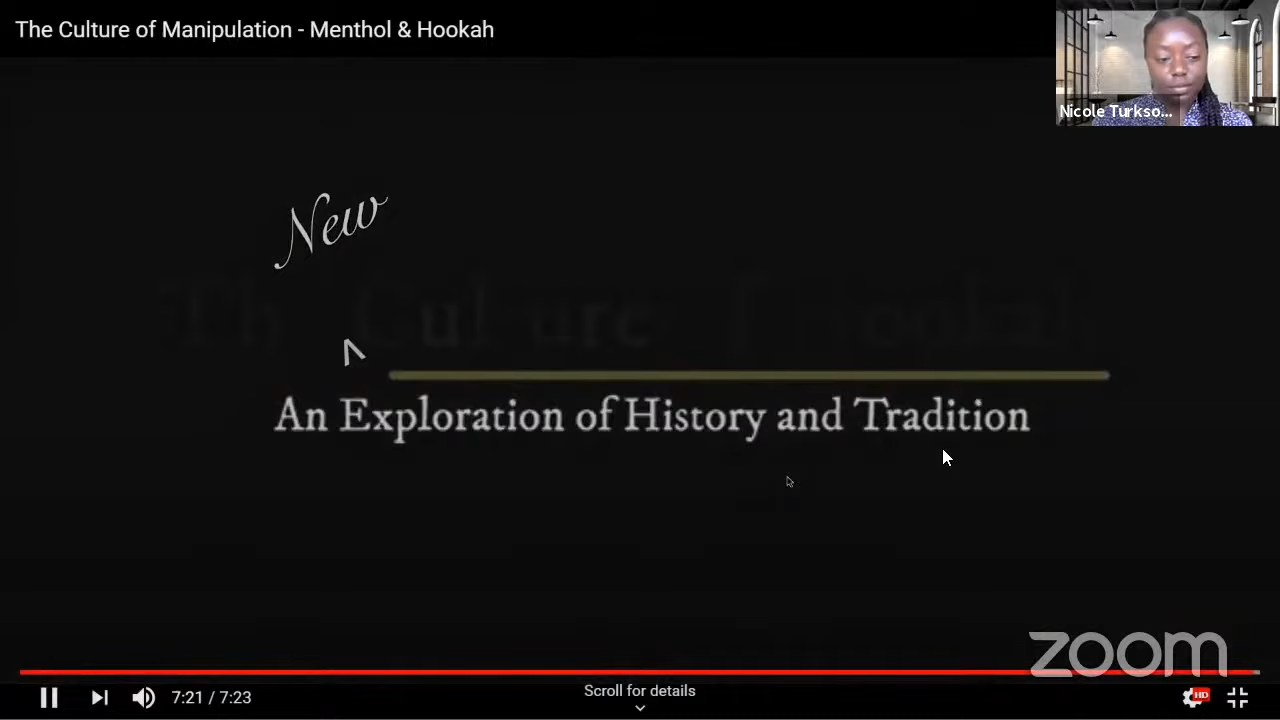 The Culture of Manipulation - Menthol & Hookah
Nicole Turkso...
New
^
An Exploration of History and Tradition
zoom
7:21 / 7:23
Scroll for details
HD